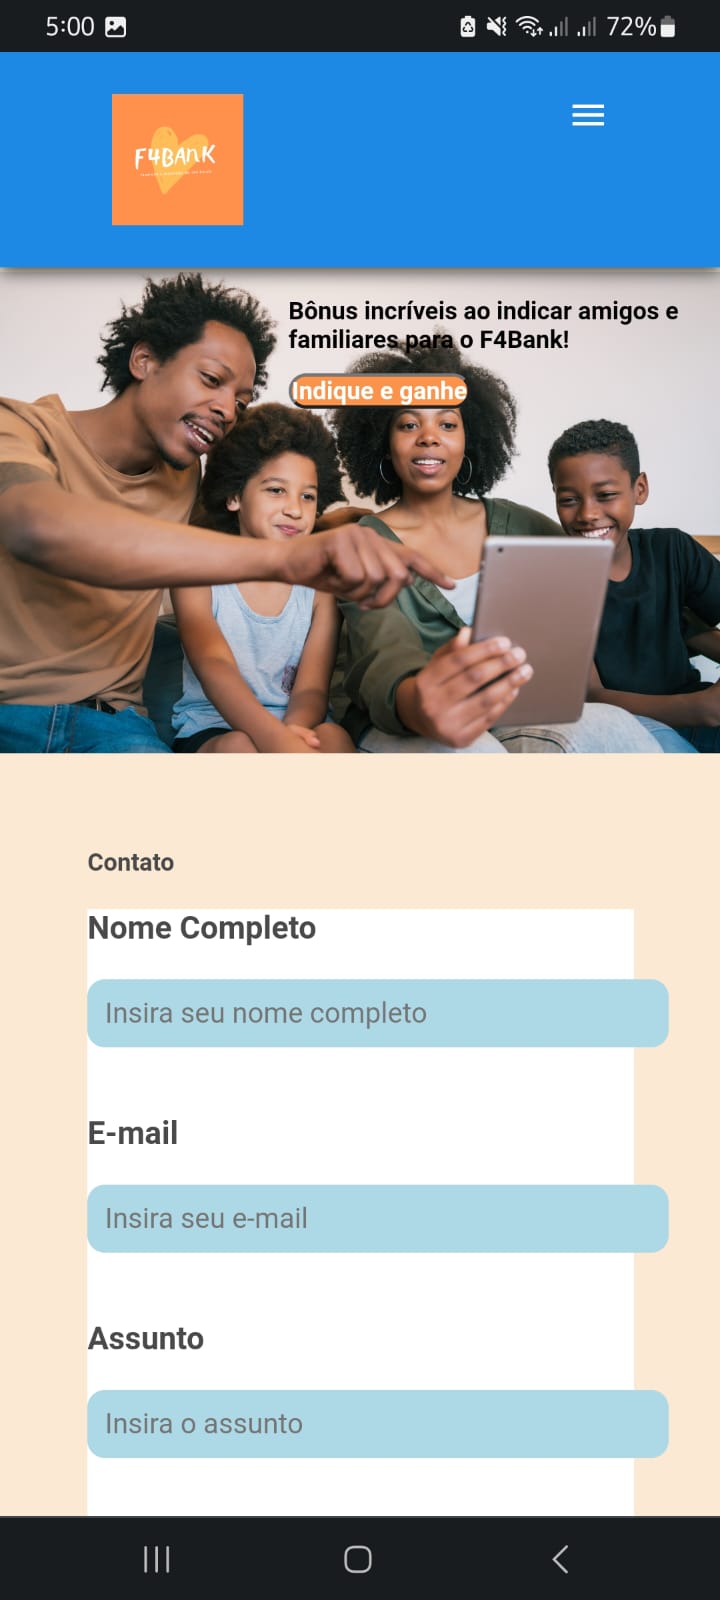 5:00
72%
F4BANK
Bônus incríveis ao indicar amigos e
familiares para o F4Bank!
Indique e ganhe
Contato
Nome Completo
Insira seu nome completo
E-mail
Insira seu e-mail
Assunto
Insira o assunto